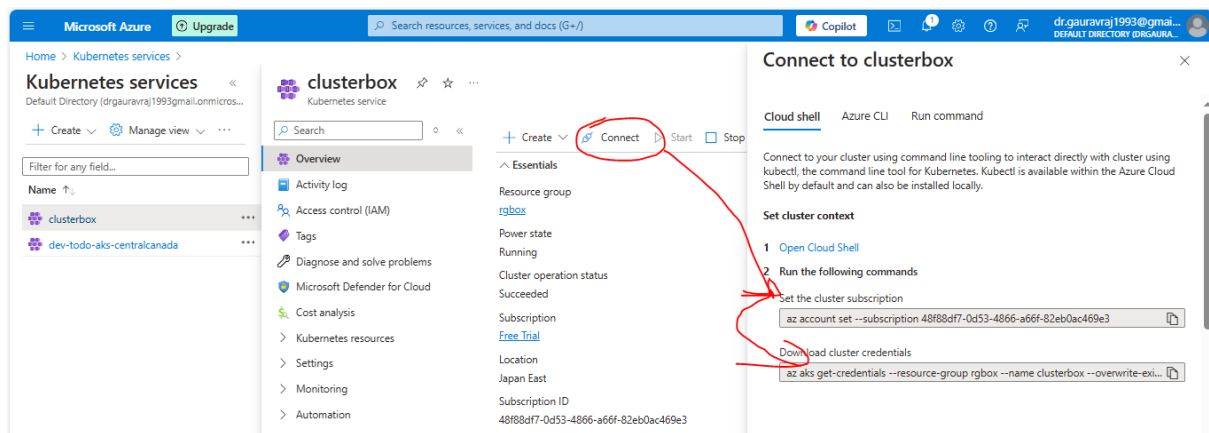 Microsoft Azure
Upgrade
Search resources, services, and docs (G+/)
Copilot
1
dr.gauravraj1993@gmai...
DEFAULT DIRECTORY (DRGAURA...
Home > Kubernetes services >
Kubernetes services
Default Directory (drgauravraj1993gmail.onmicros...
Create
Manage view
Filter for any field...
Name
clusterbox
dev-todo-aks-centralcanada
clusterbox
Kubernetes service
Search
Overview
Activity log
Access control (IAM)
Tags
Diagnose and solve problems
Microsoft Defender for Cloud
Cost analysis
Kubernetes resources
Settings
Monitoring
Automation
Create
Connect
Start
Stop
Essentials
Resource group
rgbox
Power state
Running
Cluster operation status
Succeeded
Subscription
Free Trial
Location
Japan East
Subscription ID
48f88df7-0d53-4866-a66f-82eb0ac469e3
Connect to clusterbox
Cloud shell
Azure CLI
Run command
Connect to your cluster using command line tooling to interact directly with cluster using
kubectl, the command line tool for Kubernetes. Kubectl is available within the Azure Cloud
Shell by default and can also be installed locally.
Set cluster context
1 Open Cloud Shell
2 Run the following commands
Set the cluster subscription
az account set --subscription 48f88df7-0d53-4866-a66f-82eb0ac469e3
Download cluster credentials
az aks get-credentials --resource-group rgbox --name clusterbox --overwrite-exi...